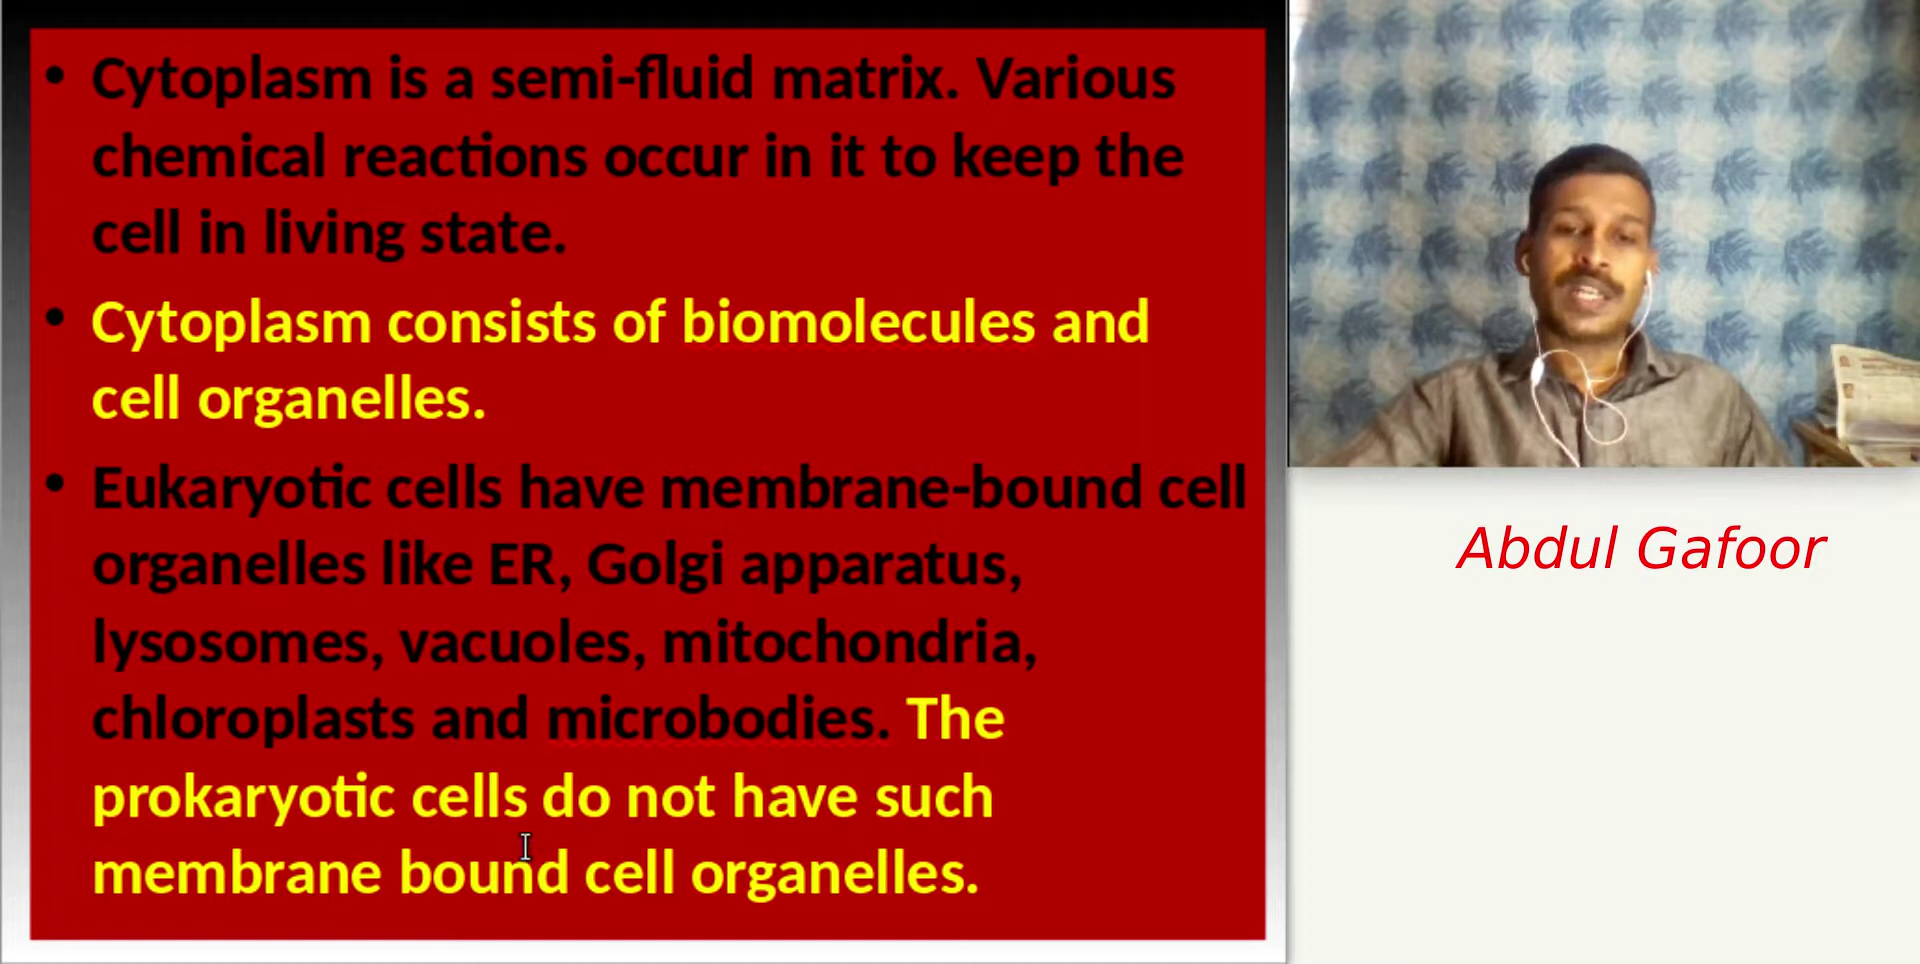 • Cytoplasm is a semi-fluid matrix. Various
chemical reactions occur in it to keep the
cell in living state.
• Cytoplasm consists of biomolecules and
cell organelles.
• Eukaryotic cells have membrane-bound cell
organelles like ER, Golgi apparatus,
lysosomes, vacuoles, mitochondria,
chloroplasts and microbodies. The
prokaryotic cells do not have such
membrane bound cell organelles.
Abdul Gafoor